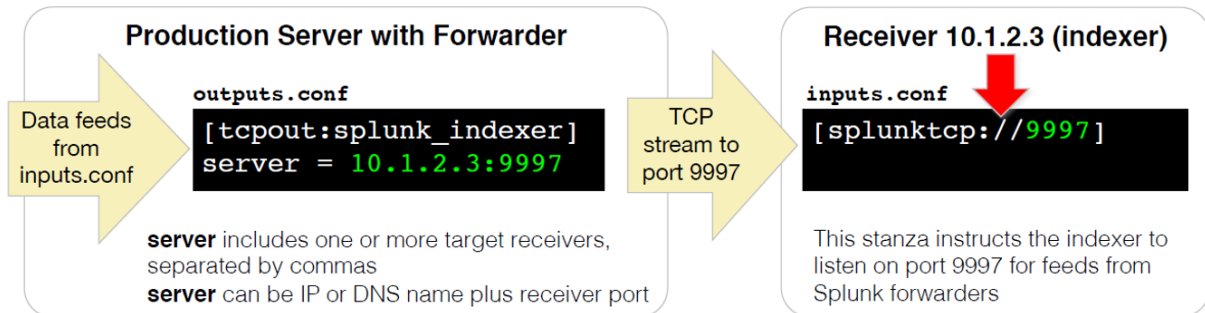 Production Server with Forwarder
Data feeds
from
inputs.conf
outputs.conf
[tcpout:splunk_indexer]
server = 10.1.2.3:9997
server includes one or more target receivers,
separated by commas
server can be IP or DNS name plus receiver port
TCP
stream to
port 9997
Receiver 10.1.2.3 (indexer)
inputs.conf
[splunktcp://9997]
This stanza instructs the indexer to
listen on port 9997 for feeds from
Splunk forwarders